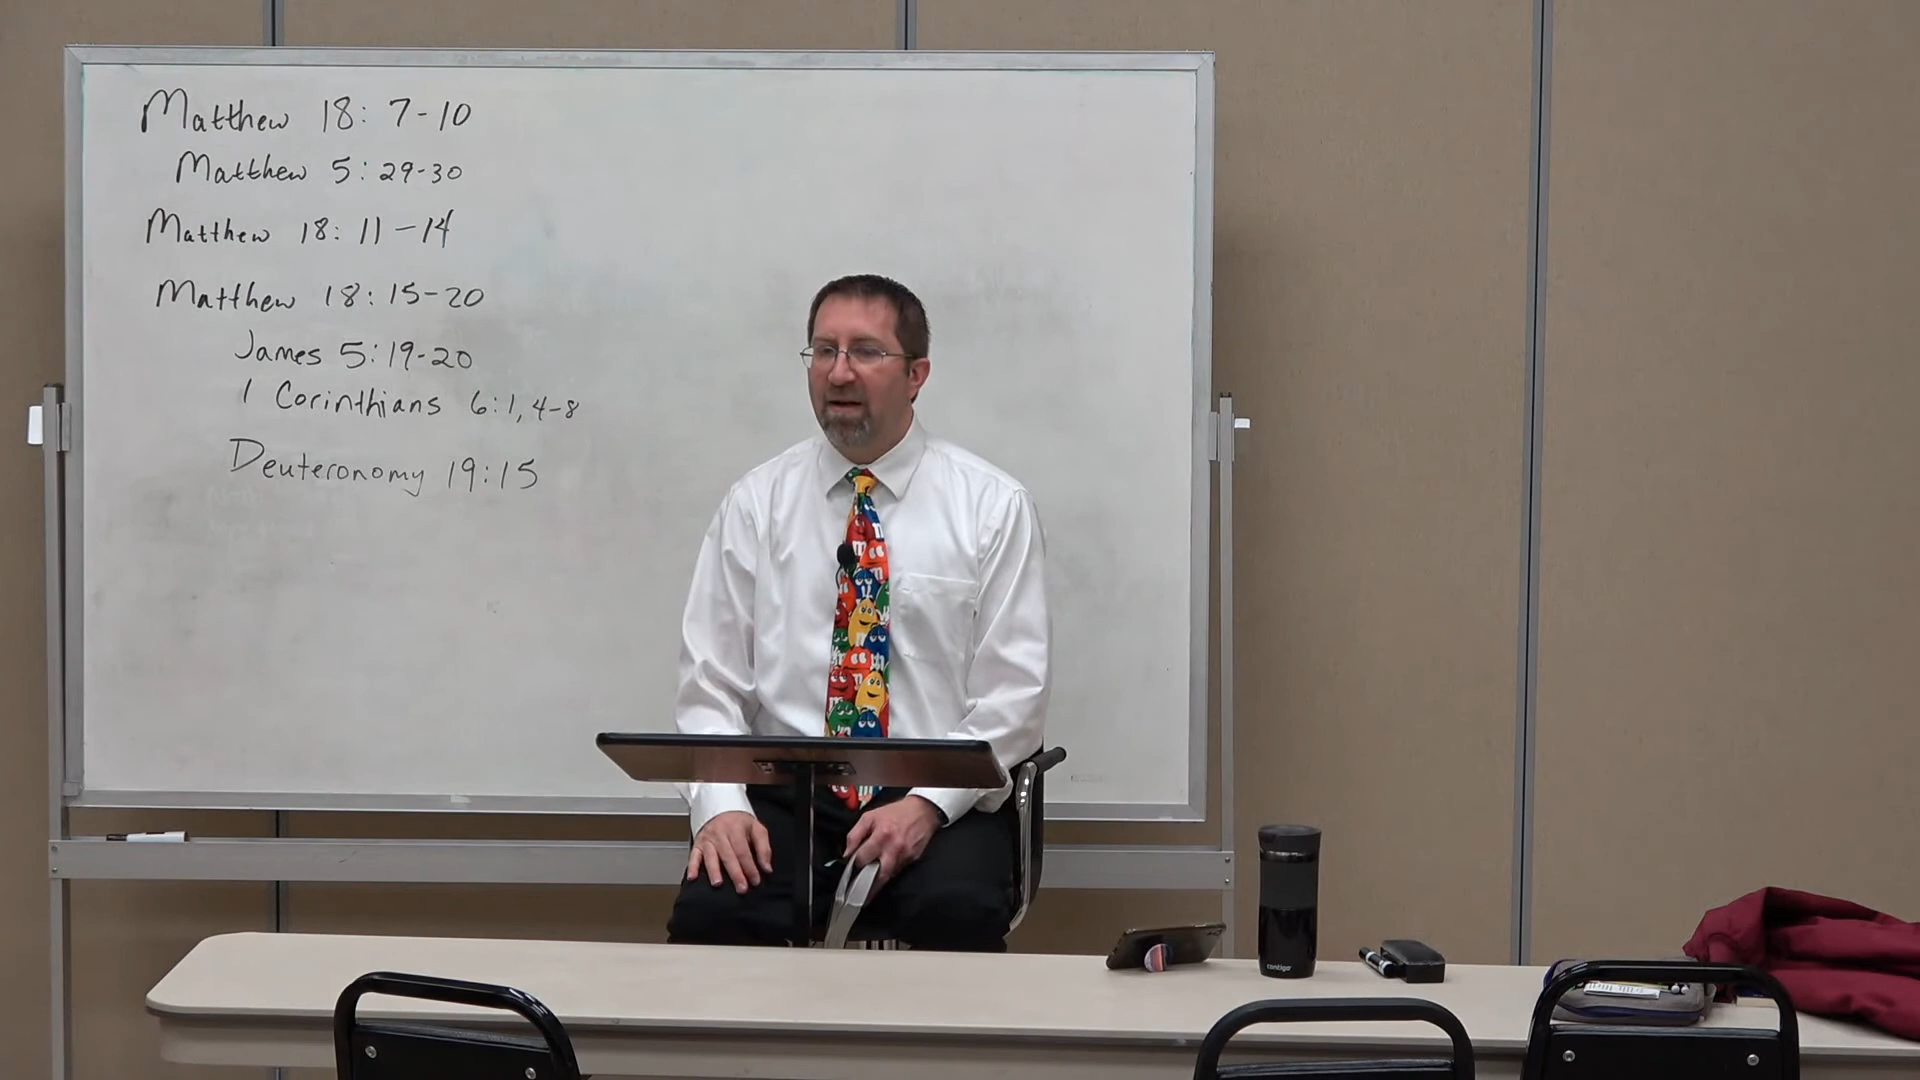 Matthew 18: 7-10
Matthew 5: 29-30
Matthew 18: 11-14
Matthew 18: 15-20
James 5:19-20
1 Corinthians 6:1, 4-8
Deuteronomy 19:15
contigo